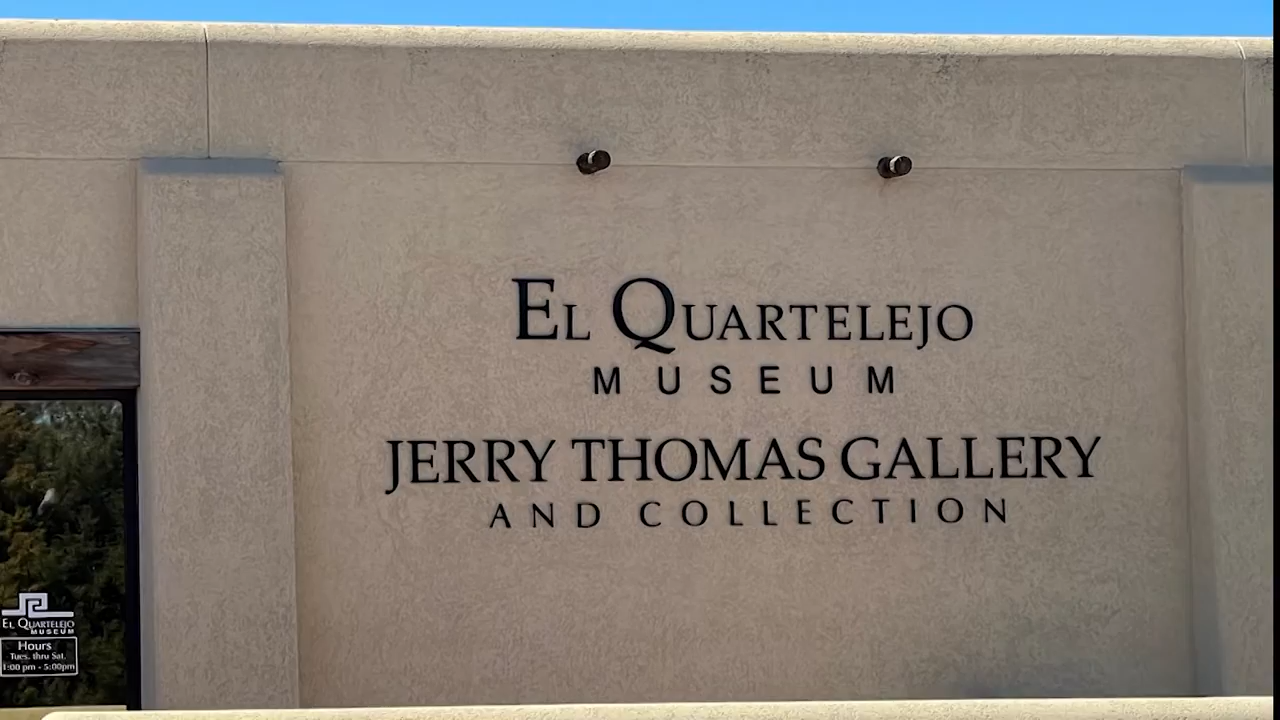 El Quartelejo
MUSEUM
JERRY THOMAS GALLERY
AND COLLECTION
El Quartelejo
MUSEUM
Hours
Tues. thru Sat.
1:00 pm - 5:00pm